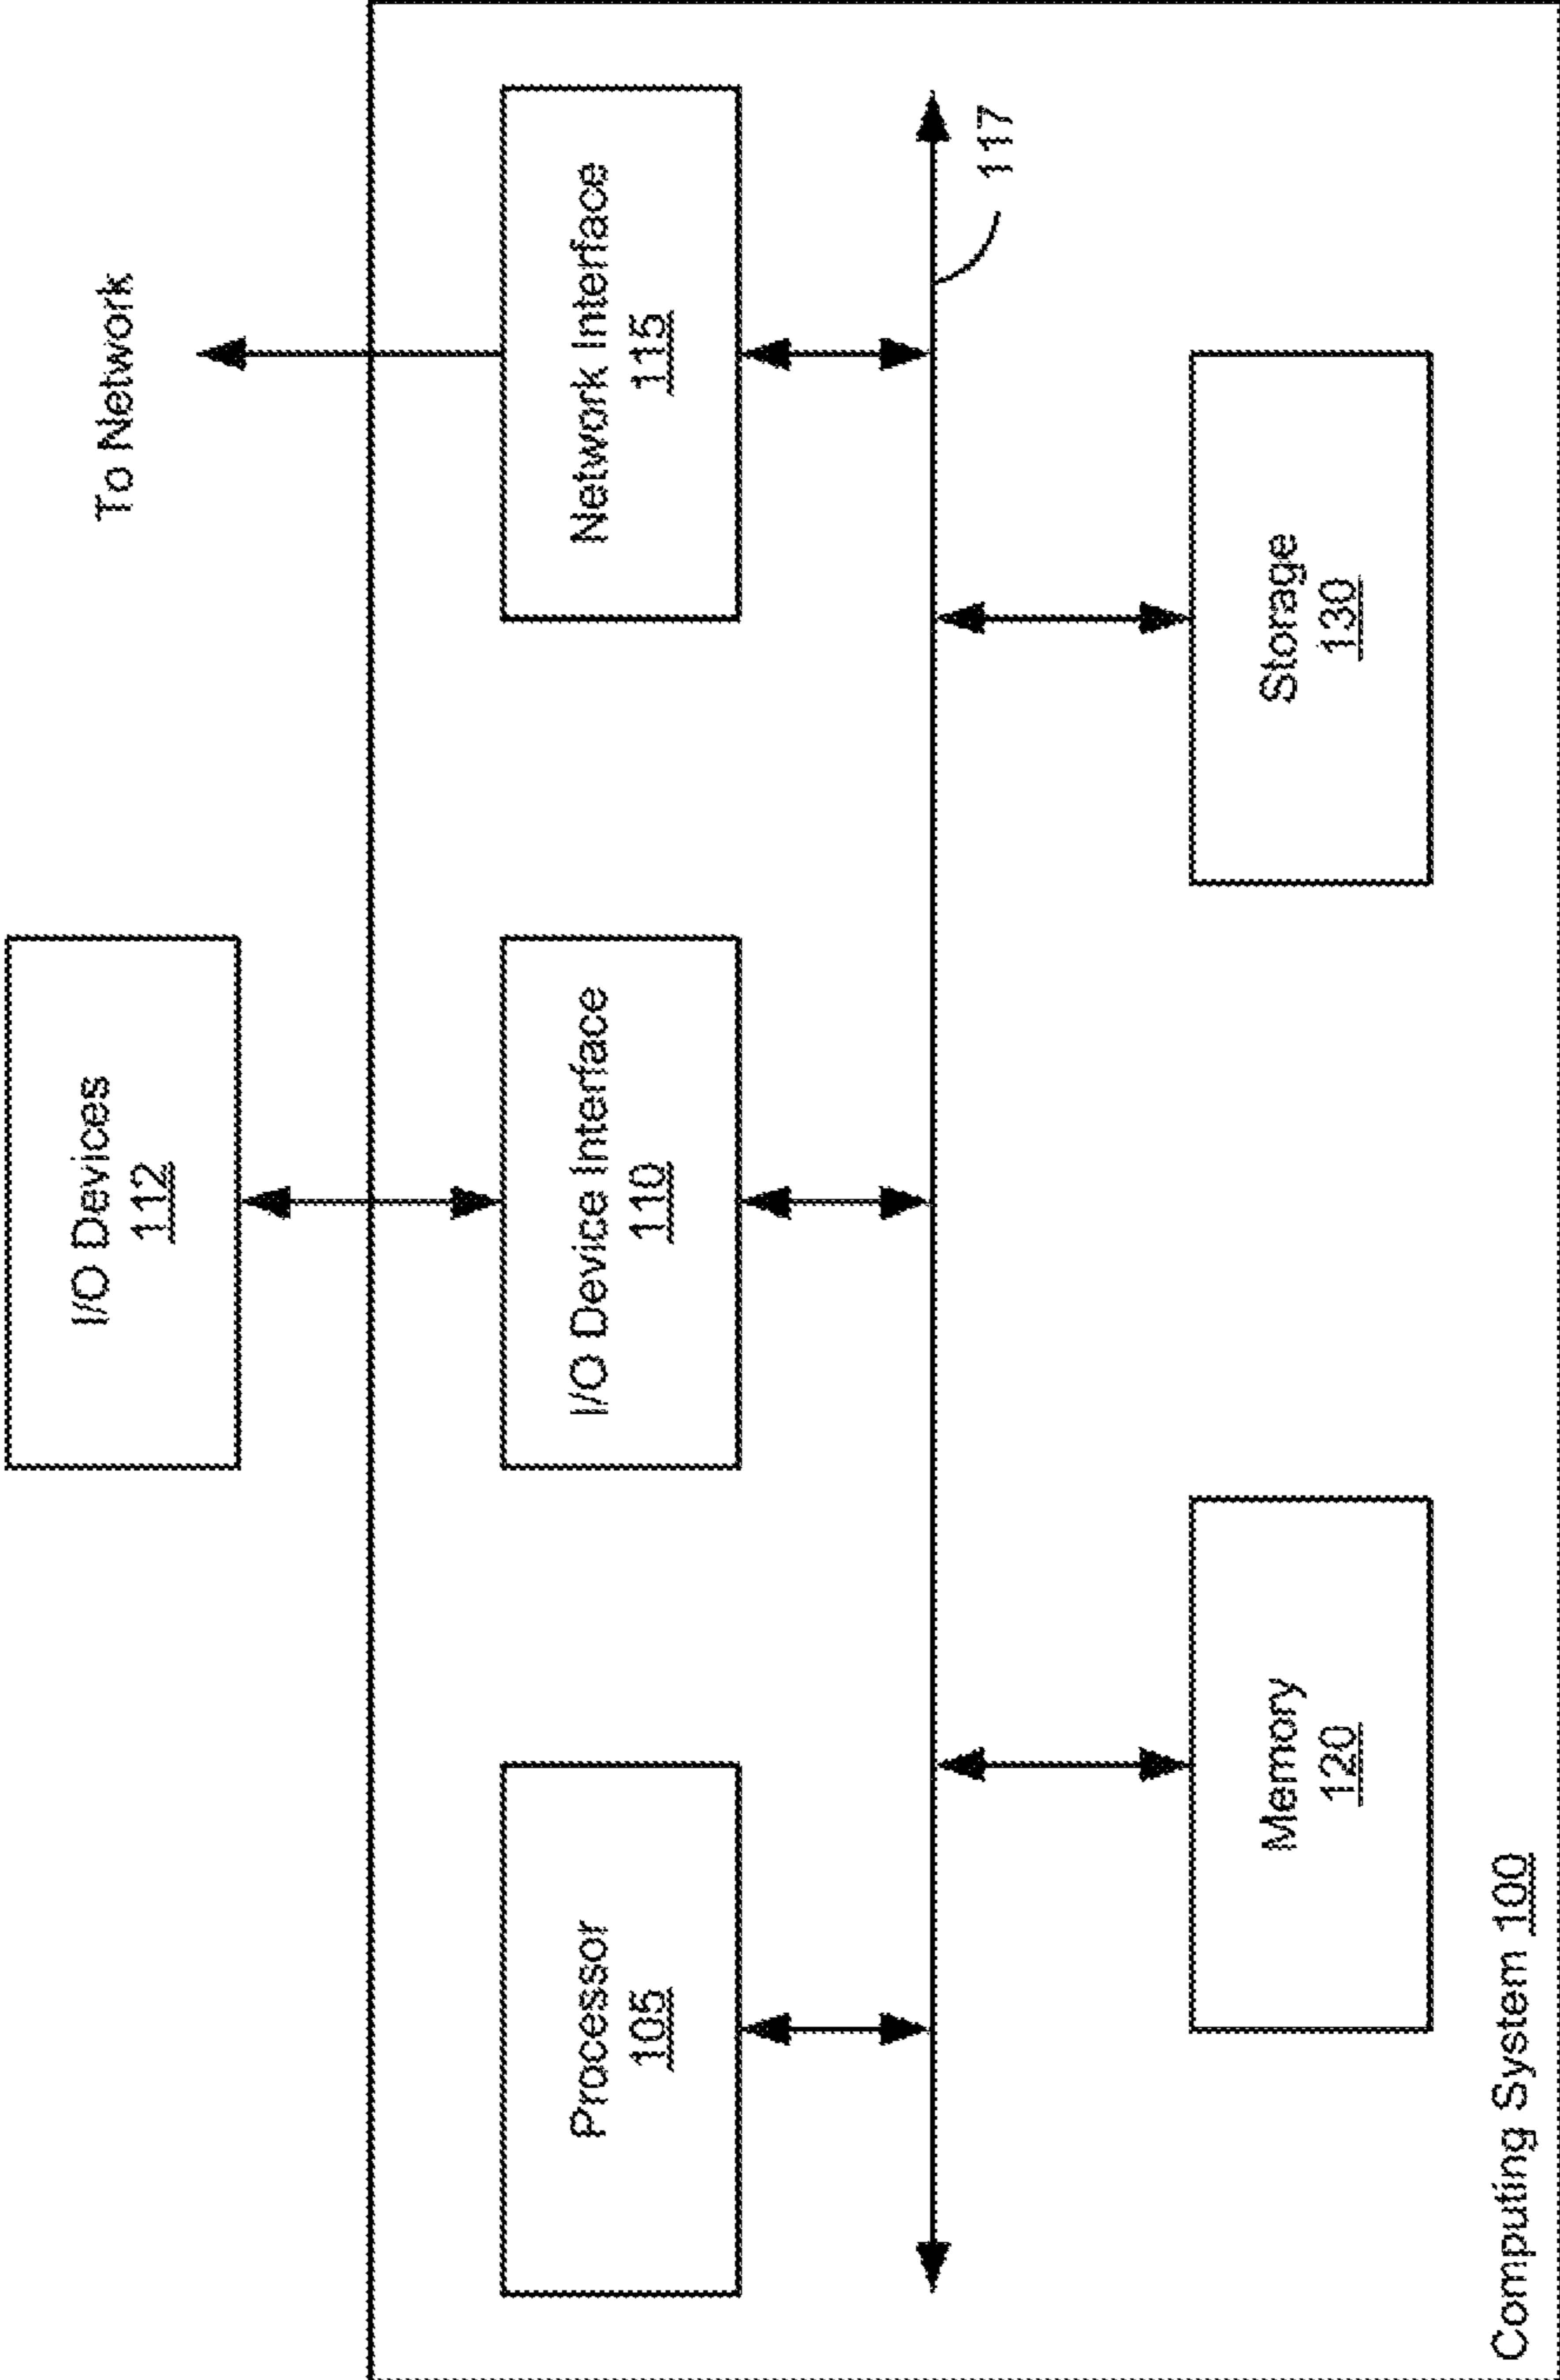 I/O Devices
112
To Network
Processor
105
I/O Device Interface
110
Network Interface
115
117
Memory
120
Storage
130
Computing System 100